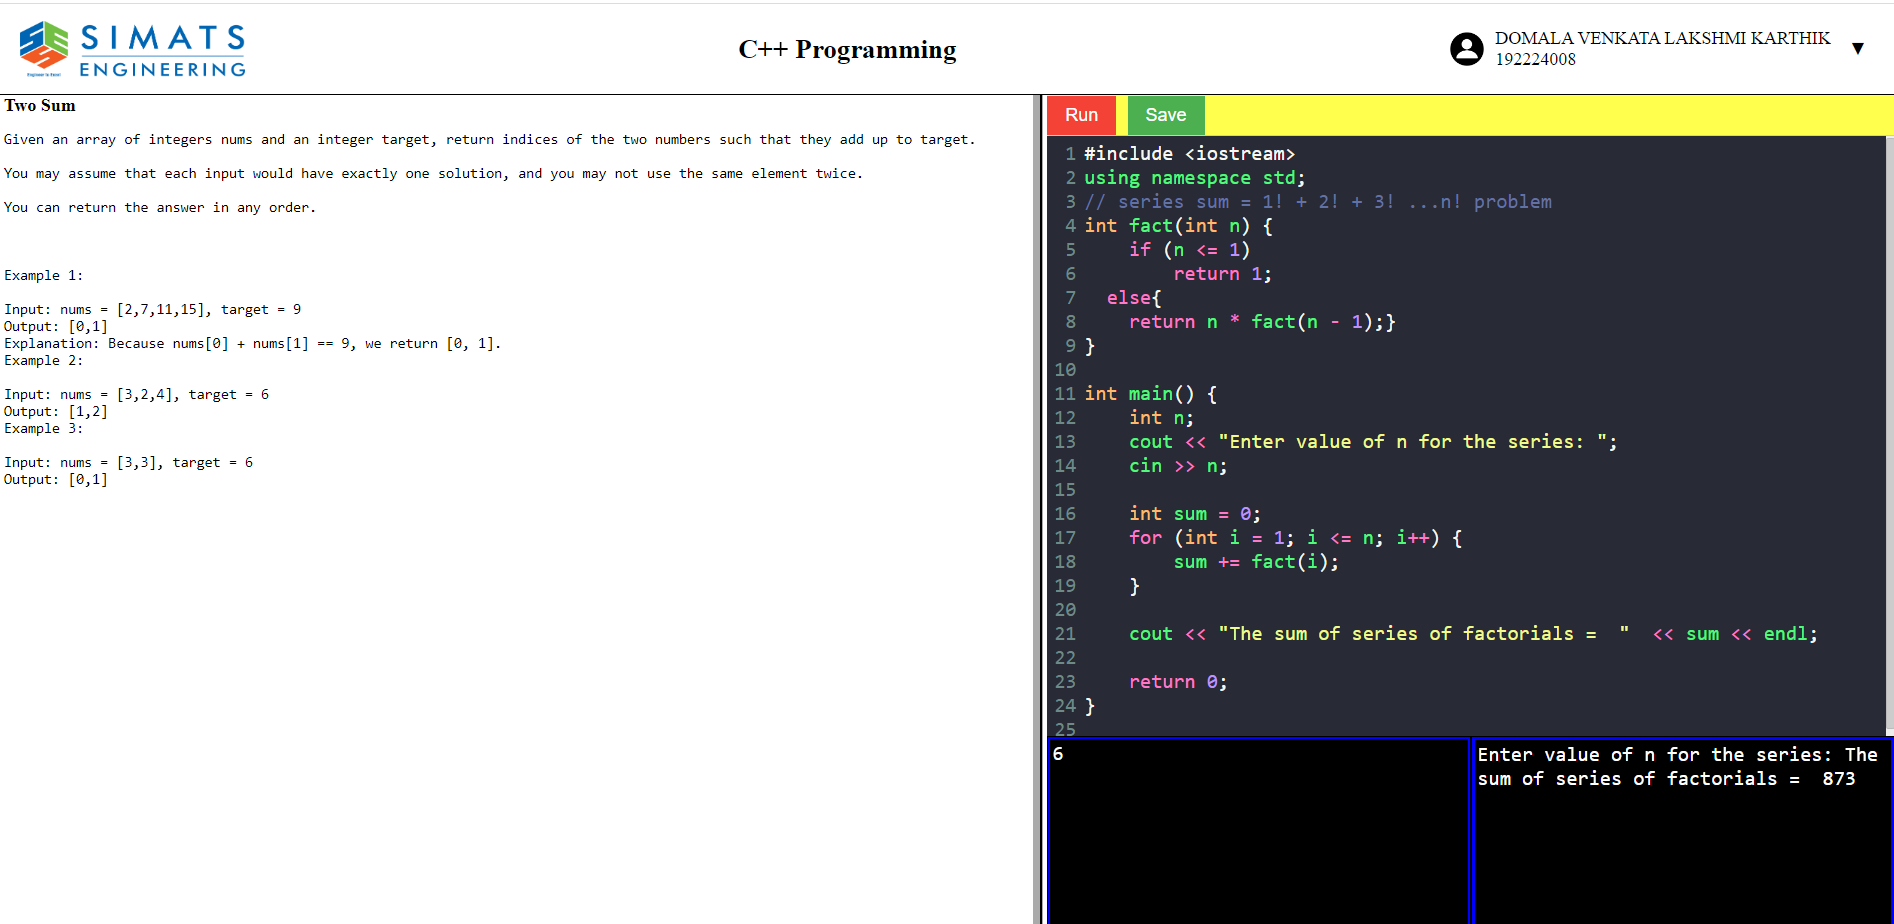 SIMATS
ENGINEERING
Engineer to Excel
C++ Programming
DOMALA VENKATA LAKSHMI KARTHIK
192224008
▼
Two Sum
Given an array of integers nums and an integer target, return indices of the two numbers such that they add up to target.
You may assume that each input would have exactly one solution, and you may not use the same element twice.
You can return the answer in any order.
Example 1:
Input: nums = [2,7,11,15], target = 9
Output: [0,1]
Explanation: Because nums[0] + nums[1] == 9, we return [0, 1].
Example 2:
Input: nums = [3,2,4], target = 6
Output: [1,2]
Example 3:
Input: nums = [3,3], target = 6
Output: [0,1]
Run
Save
1 #include <iostream>
2 using namespace std;
3 // series sum = 1! + 2! + 3! ...n! problem
4 int fact(int n) {
5     if (n <= 1)
6         return 1;
7   else{
8     return n * fact(n - 1);}
9 }
10
11 int main() {
12     int n;
13     cout << "Enter value of n for the series: ";
14     cin >> n;
15
16     int sum = 0;
17     for (int i = 1; i <= n; i++) {
18         sum += fact(i);
19     }
20
21     cout << "The sum of series of factorials =  "  << sum << endl;
22
23     return 0;
24 }
25
6
Enter value of n for the series: The
sum of series of factorials =  873